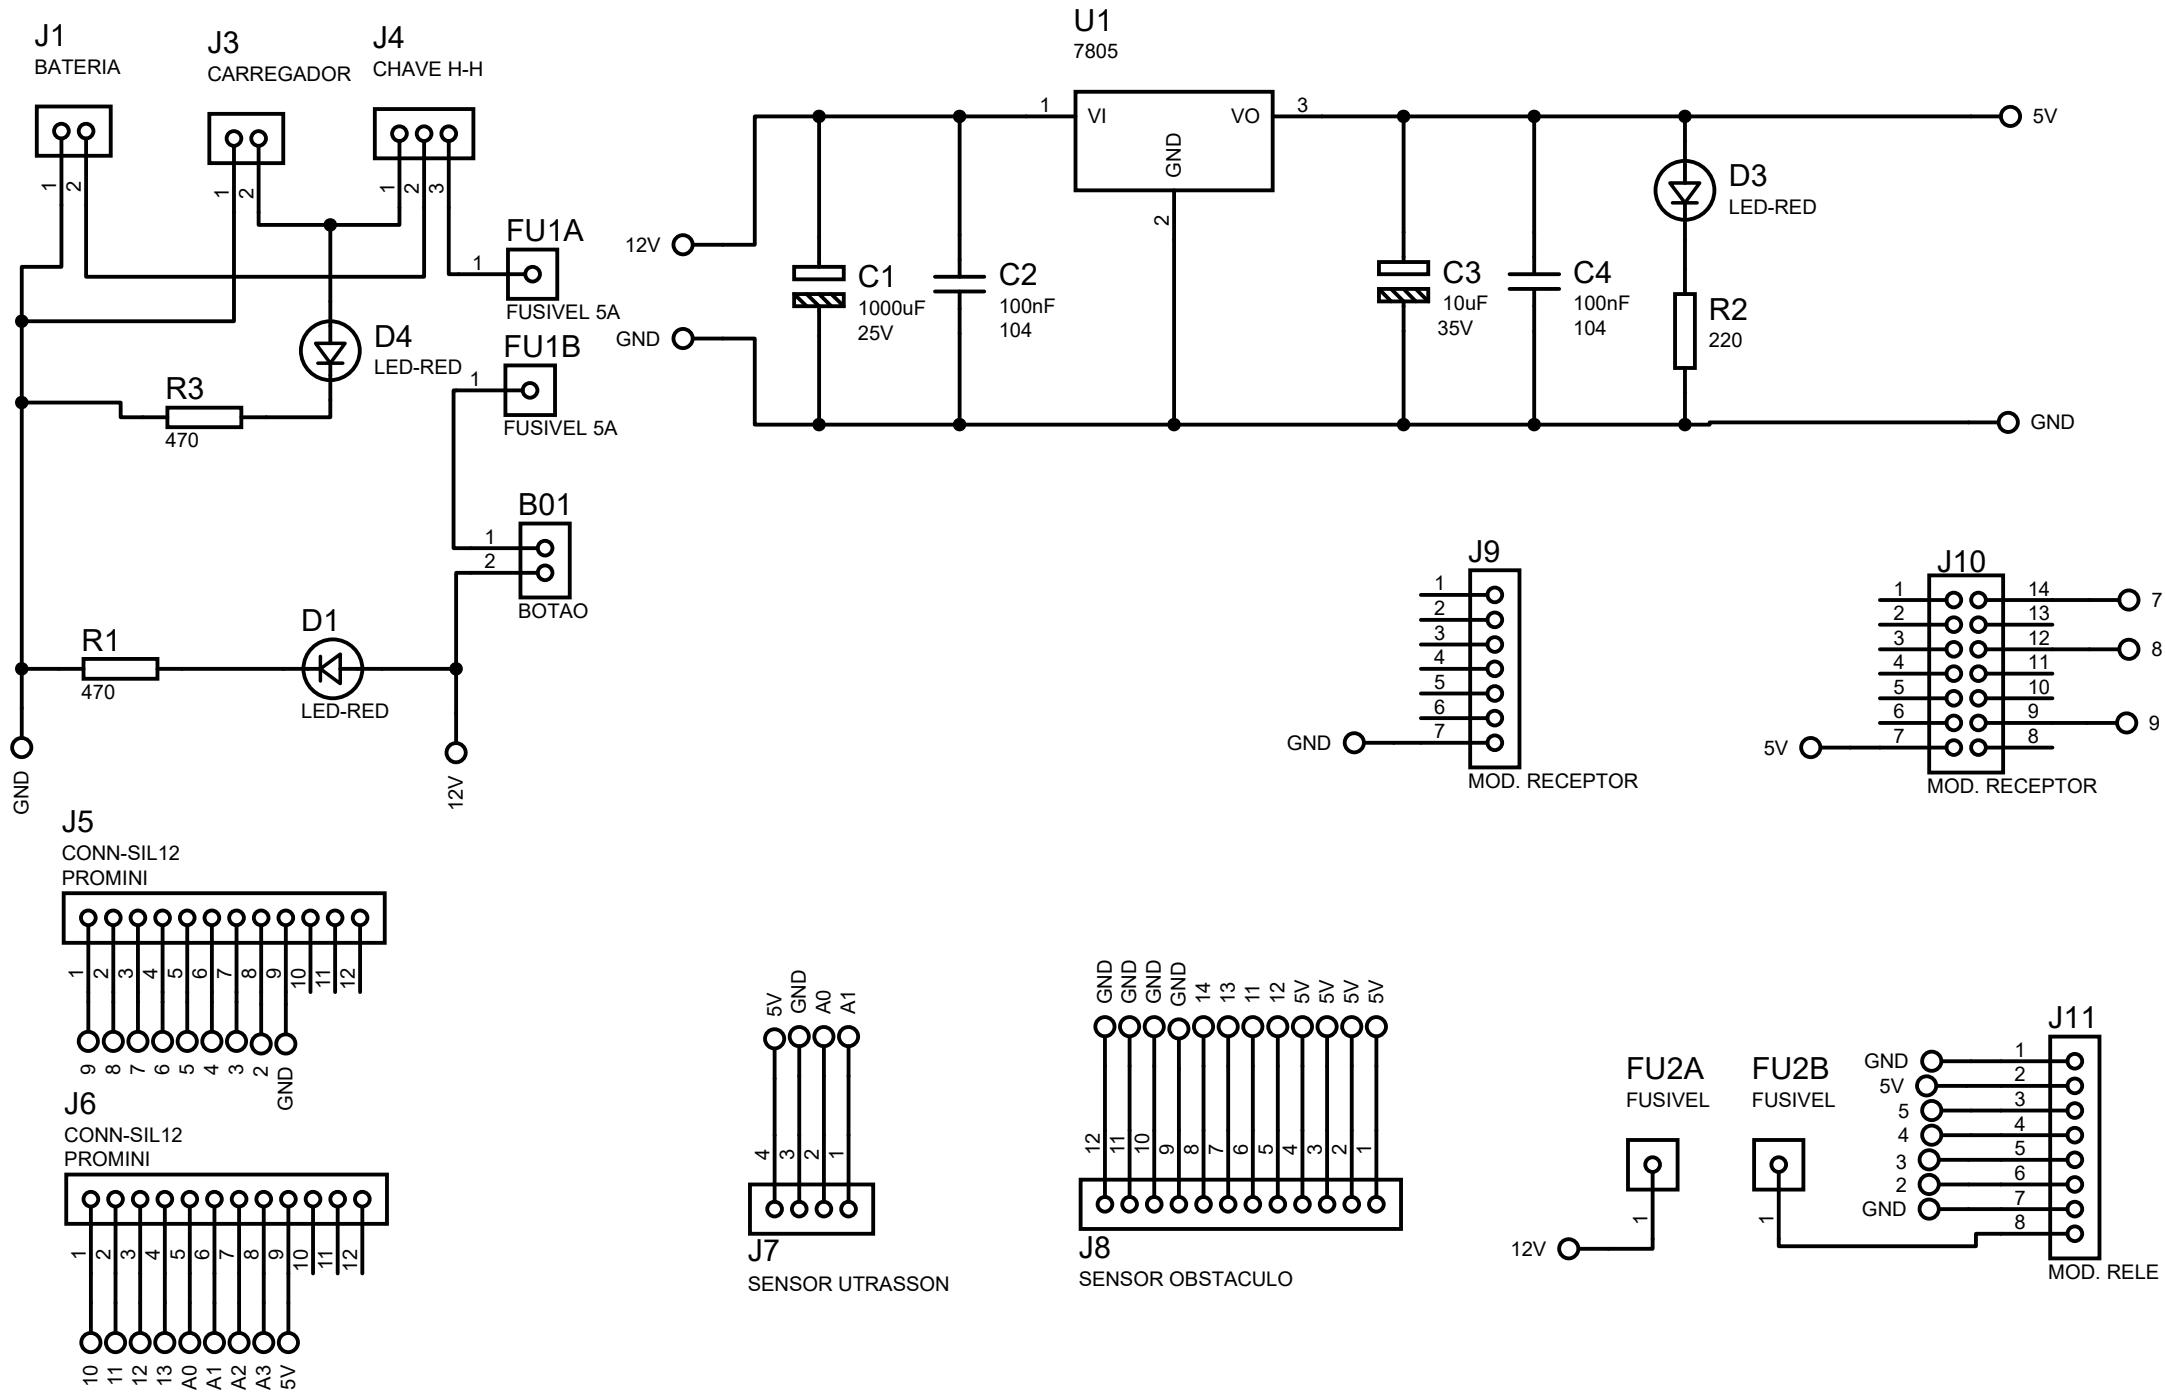 J1
BATERIA
1
2
J3
CARREGADOR
1
2
J4
CHAVE H-H
1
2
3
FU1A
1
FUSIVEL 5A
FU1B
1
FUSIVEL 5A
D4
LED-RED
R3
470
B01
1
2
BOTAO
R1
470
D1
LED-RED
GND
12V
U1
7805
1
VI
VO
3
GND
2
12V
GND
C1
1000uF
25V
C2
100nF
104
C3
10uF
35V
C4
100nF
104
D3
LED-RED
R2
220
5V
GND
J9
1
2
3
4
5
6
7
GND
MOD. RECEPTOR
J10
1
2
3
4
5
6
7
14
13
12
11
10
9
8
7
8
9
5V
MOD. RECEPTOR
J5
CONN-SIL12
PROMINI
1
2
3
4
5
6
7
8
9
10
11
12
9
8
7
6
5
4
3
2
GND
J6
CONN-SIL12
PROMINI
1
2
3
4
5
6
7
8
9
10
11
12
10
11
12
13
A0
A1
A2
A3
5V
5V
GND
A0
A1
4
3
2
1
J7
SENSOR UTRASSON
GND
GND
GND
GND
14
13
11
12
5V
5V
5V
5V
12
11
10
9
8
7
6
5
4
3
2
1
J8
SENSOR OBSTACULO
FU2A
FUSIVEL
1
12V
FU2B
FUSIVEL
1
J11
GND
5V
5
4
3
2
GND
1
2
3
4
5
6
7
8
MOD. RELE